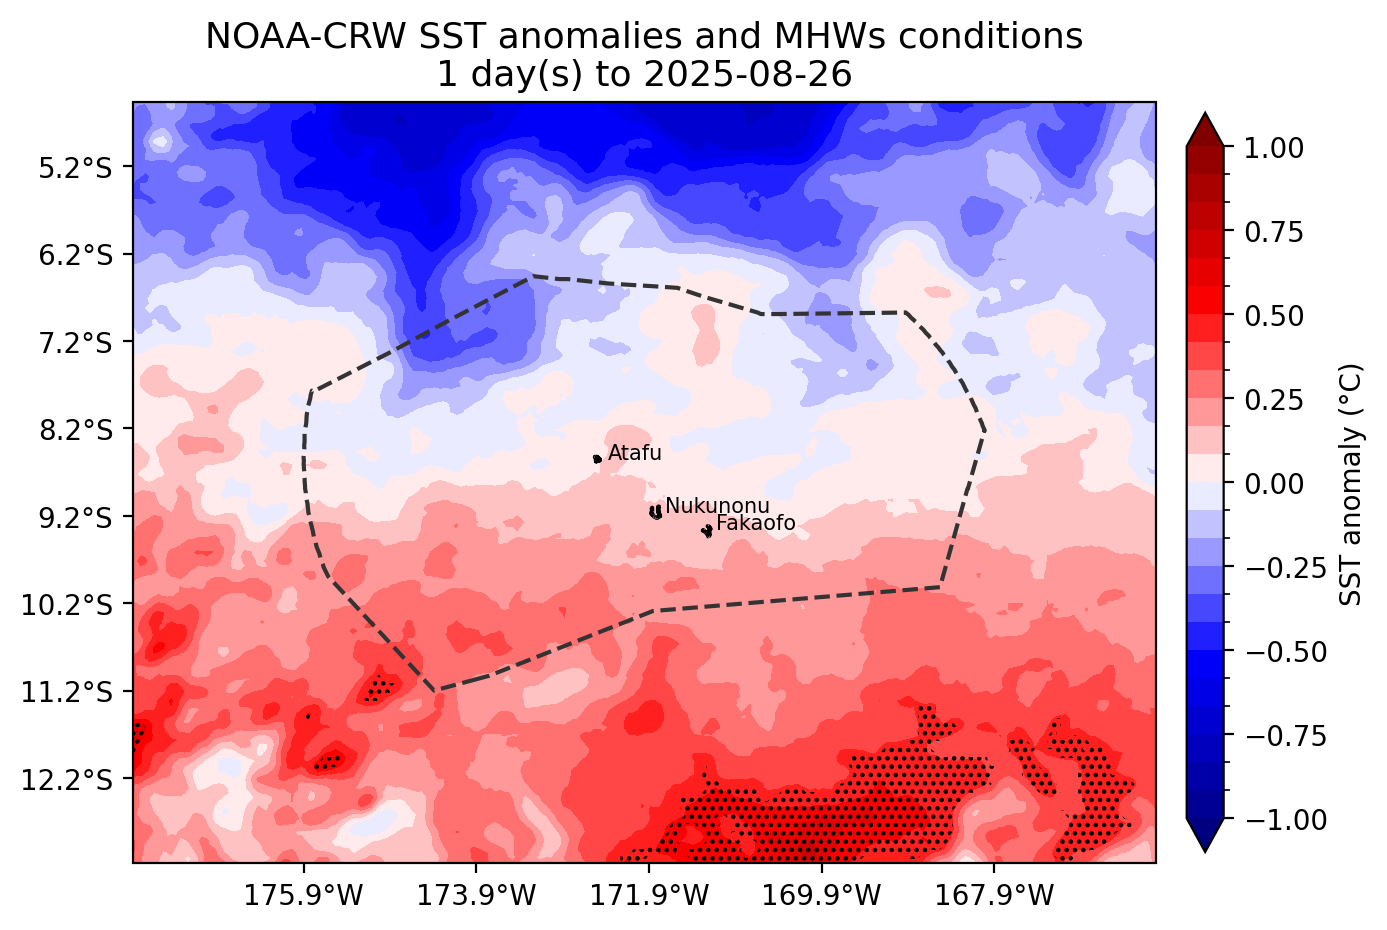 NOAA-CRW SST anomalies and MHWs conditions
1 day(s) to 2025-08-26
5.2°S
6.2°S
7.2°S
8.2°S
9.2°S
10.2°S
11.2°S
12.2°S
Atafu
Nukunonu
Fakaofo
175.9°W
173.9°W
171.9°W
169.9°W
167.9°W
1.00
0.75
0.50
0.25
0.00
−0.25
−0.50
−0.75
−1.00
SST anomaly (°C)